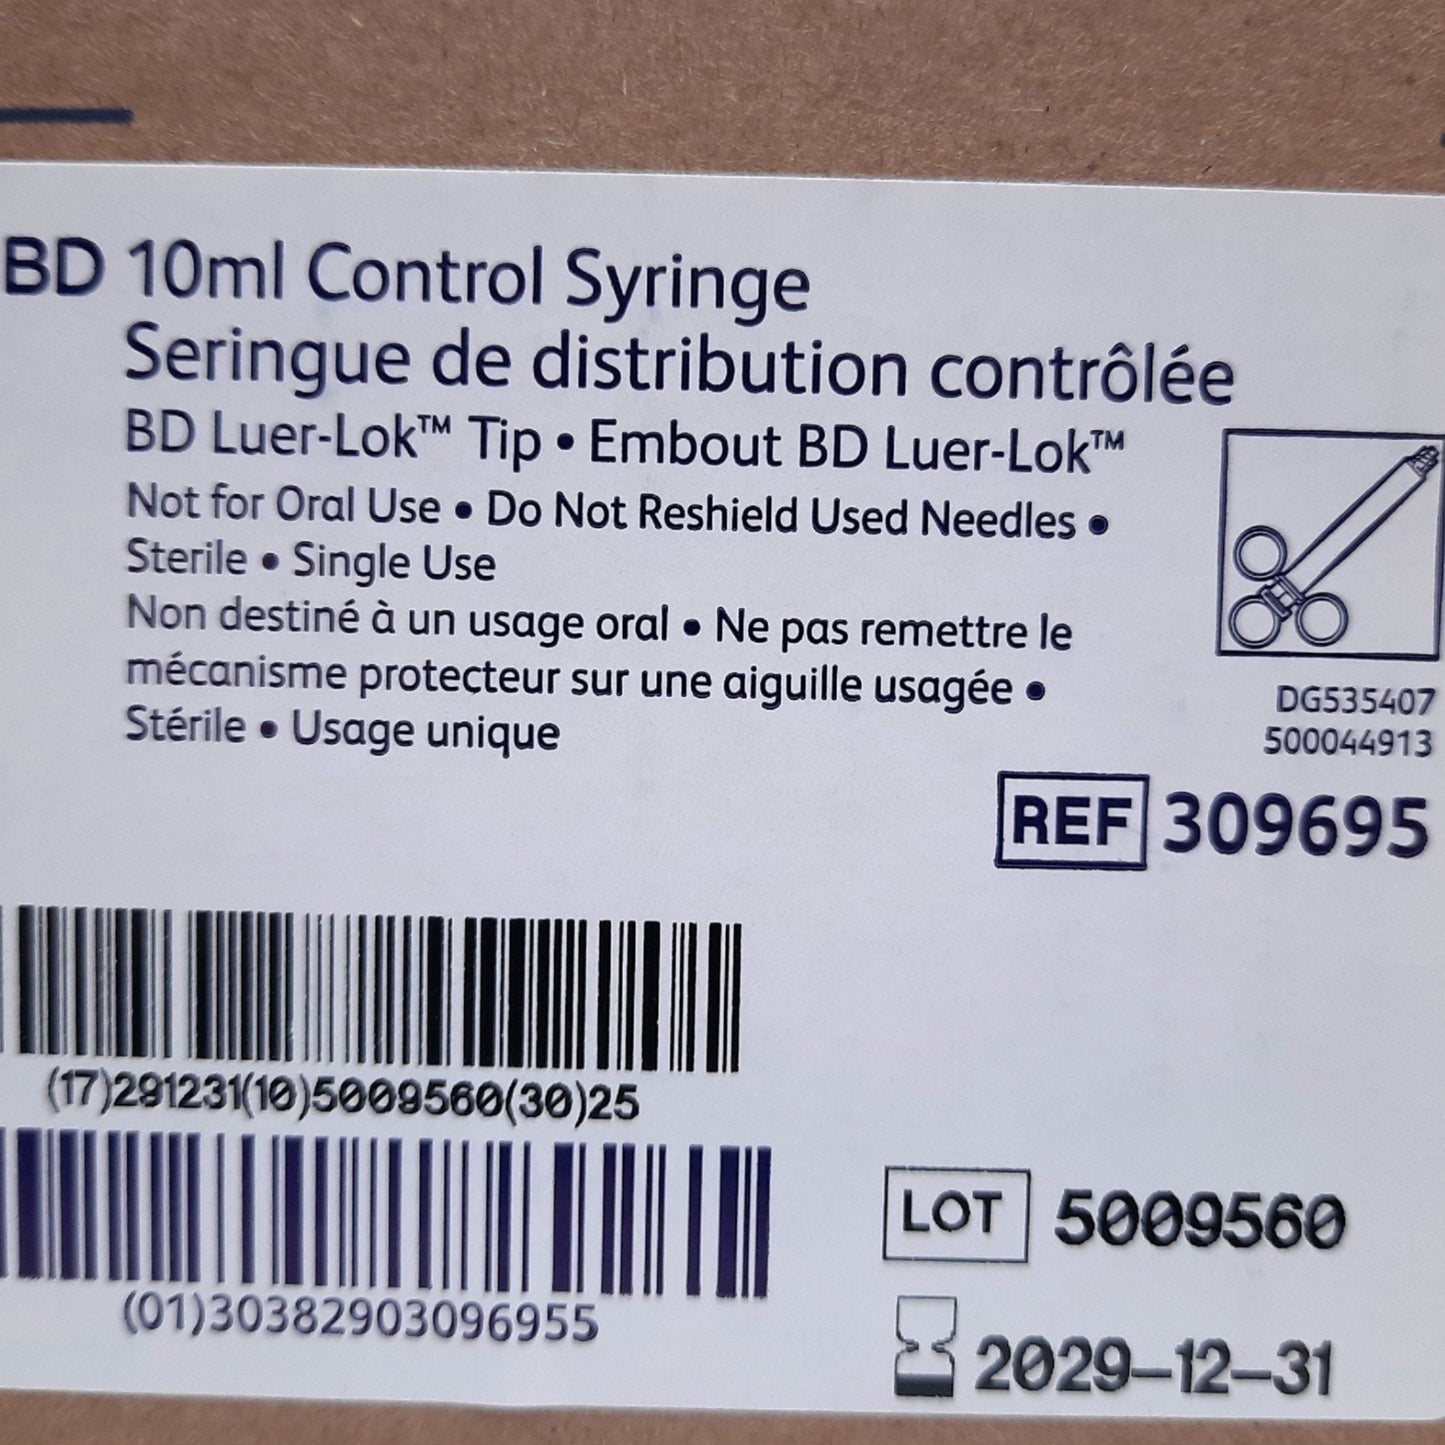 BD 10ml Control Syringe
Seringue de distribution contrôlée
BD Luer-Lok™ Tip • Embout BD Luer-Lok™
Not for Oral Use • Do Not Reshield Used Needles •
Sterile • Single Use
Non destiné à un usage oral • Ne pas remettre le
mécanisme protecteur sur une aiguille usagée •
Stérile • Usage unique
DG535407
500044913
REF 309695
(17)291231(10)5009560(30)25
(01)30382903096955
LOT 5009560
2029-12-31